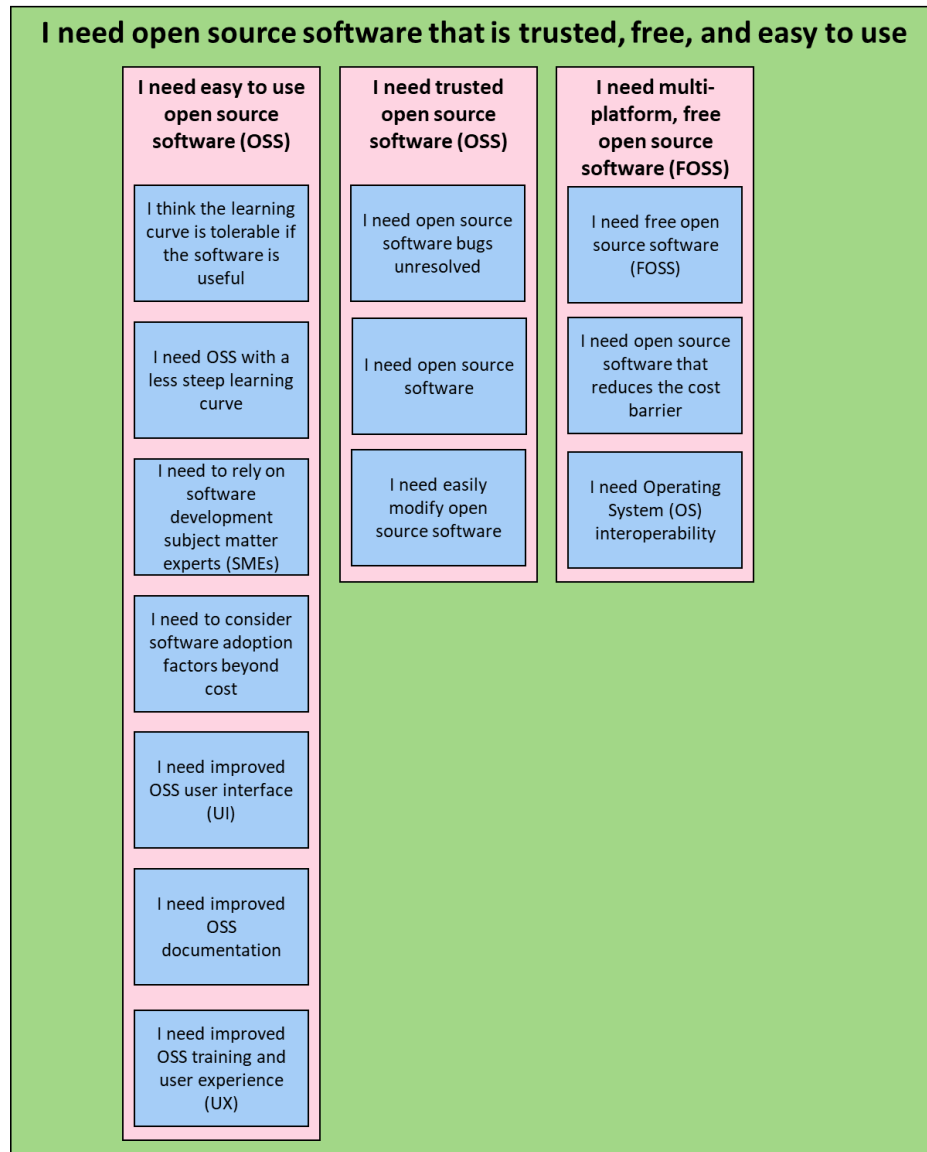 I need open source software that is trusted, free, and easy to use
I need easy to use
open source
software (OSS)
I think the learning
curve is tolerable if
the software is
useful
I need OSS with a
less steep learning
curve
I need to rely on
software
development
subject matter
experts (SMEs)
I need to consider
software adoption
factors beyond
cost
I need improved
OSS user interface
(UI)
I need improved
OSS
documentation
I need improved
OSS training and
user experience
(UX)
I need trusted
open source
software (OSS)
I need open source
software bugs
unresolved
I need open source
software
I need easily
modify open
source software
I need multi-
platform, free
open source
software (FOSS)
I need free open
source software
(FOSS)
I need open source
software that
reduces the cost
barrier
I need Operating
System (OS)
interoperability